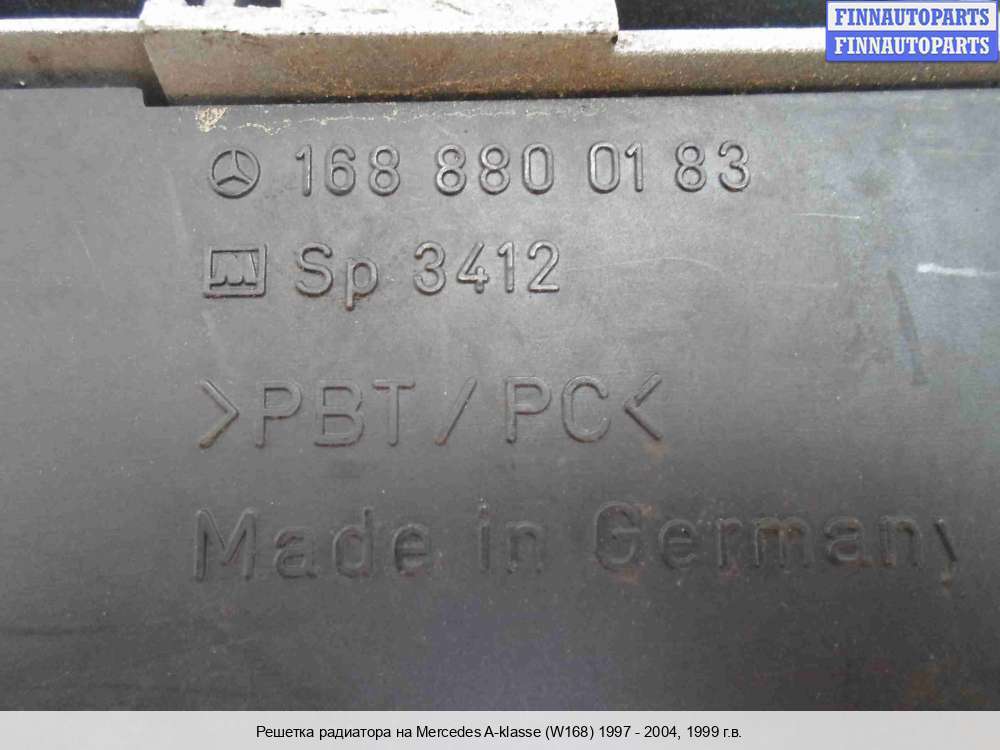 FINNAUTOPARTS
FINNAUTOPARTS
168 880 01 83
Sp 3412
>PBT/PC<
Made in Germany
Решетка радиатора на Mercedes A-klasse (W168) 1997 - 2004, 1999 г.в.